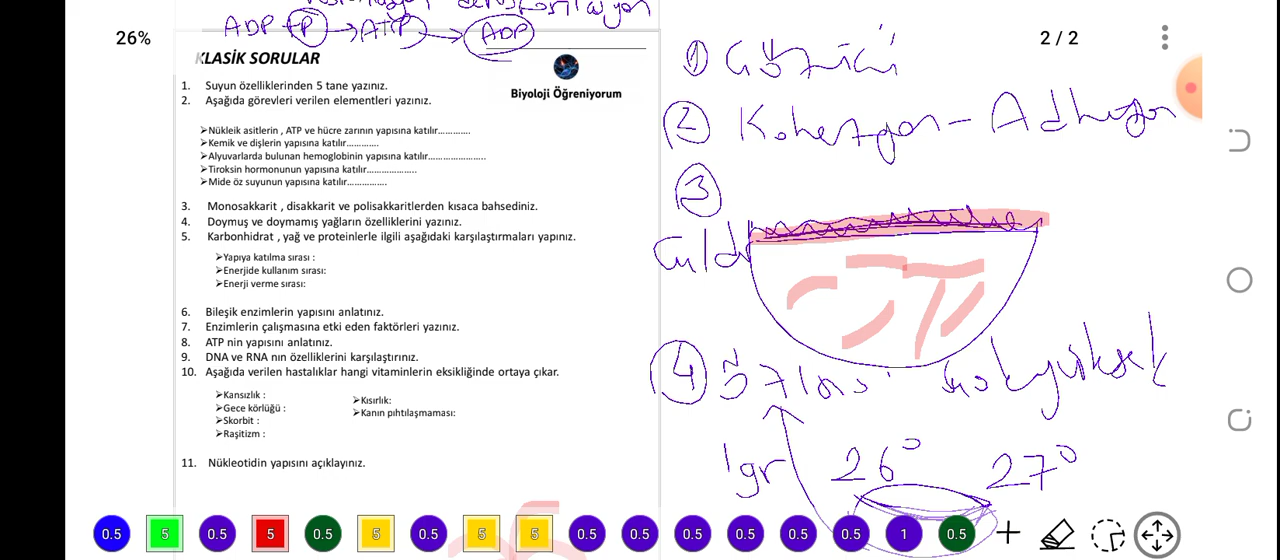 ADP + P → ATP → ADP
26%
2 / 2
KLASİK SORULAR
Biyoloji Öğreniyorum
1. Suyun özelliklerinden 5 tane yazınız.
2. Aşağıda görevleri verilen elementleri yazınız.
➢Nükleik asitlerin , ATP ve hücre zarının yapısına katılır………….
➢Kemik ve dişlerin yapısına katılır………….
➢Alyuvarlarda bulunan hemoglobinin yapısına katılır…………………..
➢Tiroksin hormonunun yapısına katılır………………..
➢Mide öz suyunun yapısına katılır…………….
3. Monosakkarit , disakkarit ve polisakkaritlerden kısaca bahsediniz.
4. Doymuş ve doymamış yağların özelliklerini yazınız.
5. Karbonhidrat , yağ ve proteinlerle ilgili aşağıdaki karşılaştırmaları yapınız.
➢Yapıya katılma sırası :
➢Enerjide kullanım sırası:
➢Enerji verme sırası:
6. Bileşik enzimlerin yapısını anlatınız.
7. Enzimlerin çalışmasına etki eden faktörleri yazınız.
8. ATP nin yapısını anlatınız.
9. DNA ve RNA nın özelliklerini karşılaştırınız.
10. Aşağıda verilen hastalıklar hangi vitaminlerin eksikliğinde ortaya çıkar.
➢Kansızlık :
➢Gece körlüğü :
➢Skorbit :
➢Raşitizm :
➢Kısırlık:
➢Kanın pıhtılaşmaması:
11. Nükleotidin yapısını açıklayınız.
1 Çözücü
2 Kohezyon - Adhezyon
3
4 Özısısı çok yüksek
1gr 26° 27°
0.5 5 0.5 5 0.5 5 0.5 5 5 0.5 0.5 0.5 0.5 0.5 0.5 1 0.5